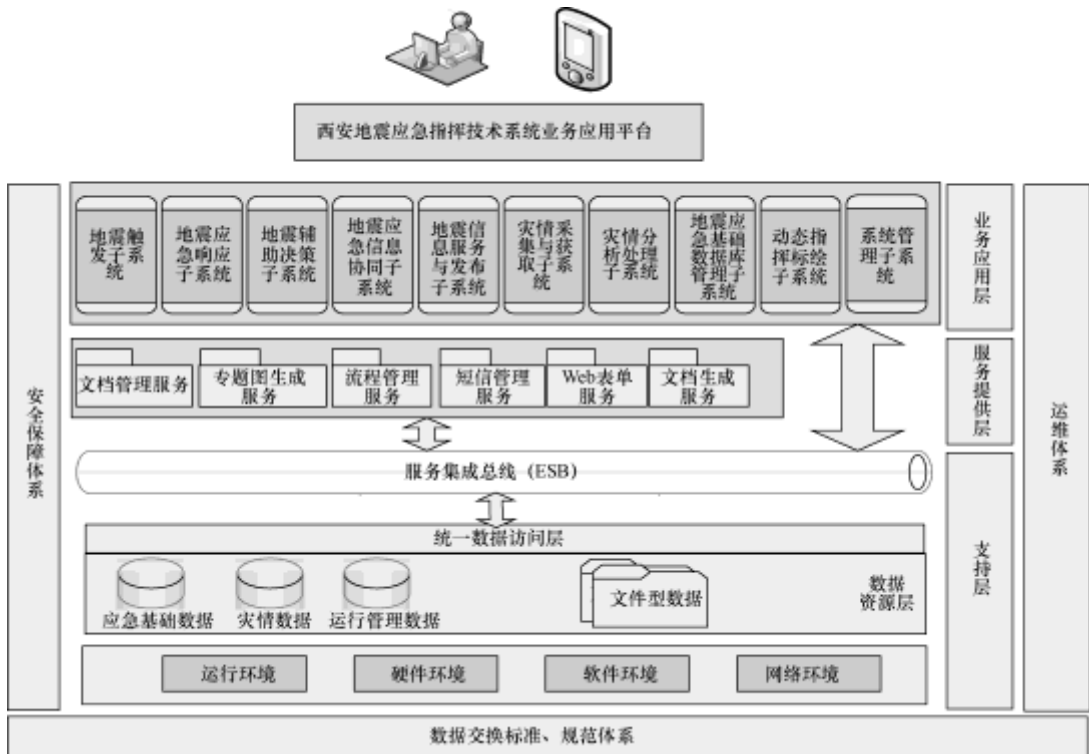 西安地震应急指挥技术系统业务应用平台
地震触
发子系
统
地震应
急响应
子系统
地震辅
助决策
子系统
地震应
急信息
协同子
系统
地震信
息服务
与发布
子系统
灾情采
集与获
取子系
统
灾情分
析处理
子系统
地震应
急基础
数据库
管理子
系统
动态指
挥标绘
子系统
系统管
理子系
统
业务应用层
文档管理服务
专题图生成
服务
流程管理
服务
短信管理
服务
Web表单
服务
文档生成
服务
服务提供层
安全保障体系
运维体系
服务集成总线（ESB）
统一数据访问层
应急基础数据
灾情数据
运行管理数据
文件型数据
数据
资源层
支持层
运行环境
硬件环境
软件环境
网络环境
数据交换标准、规范体系